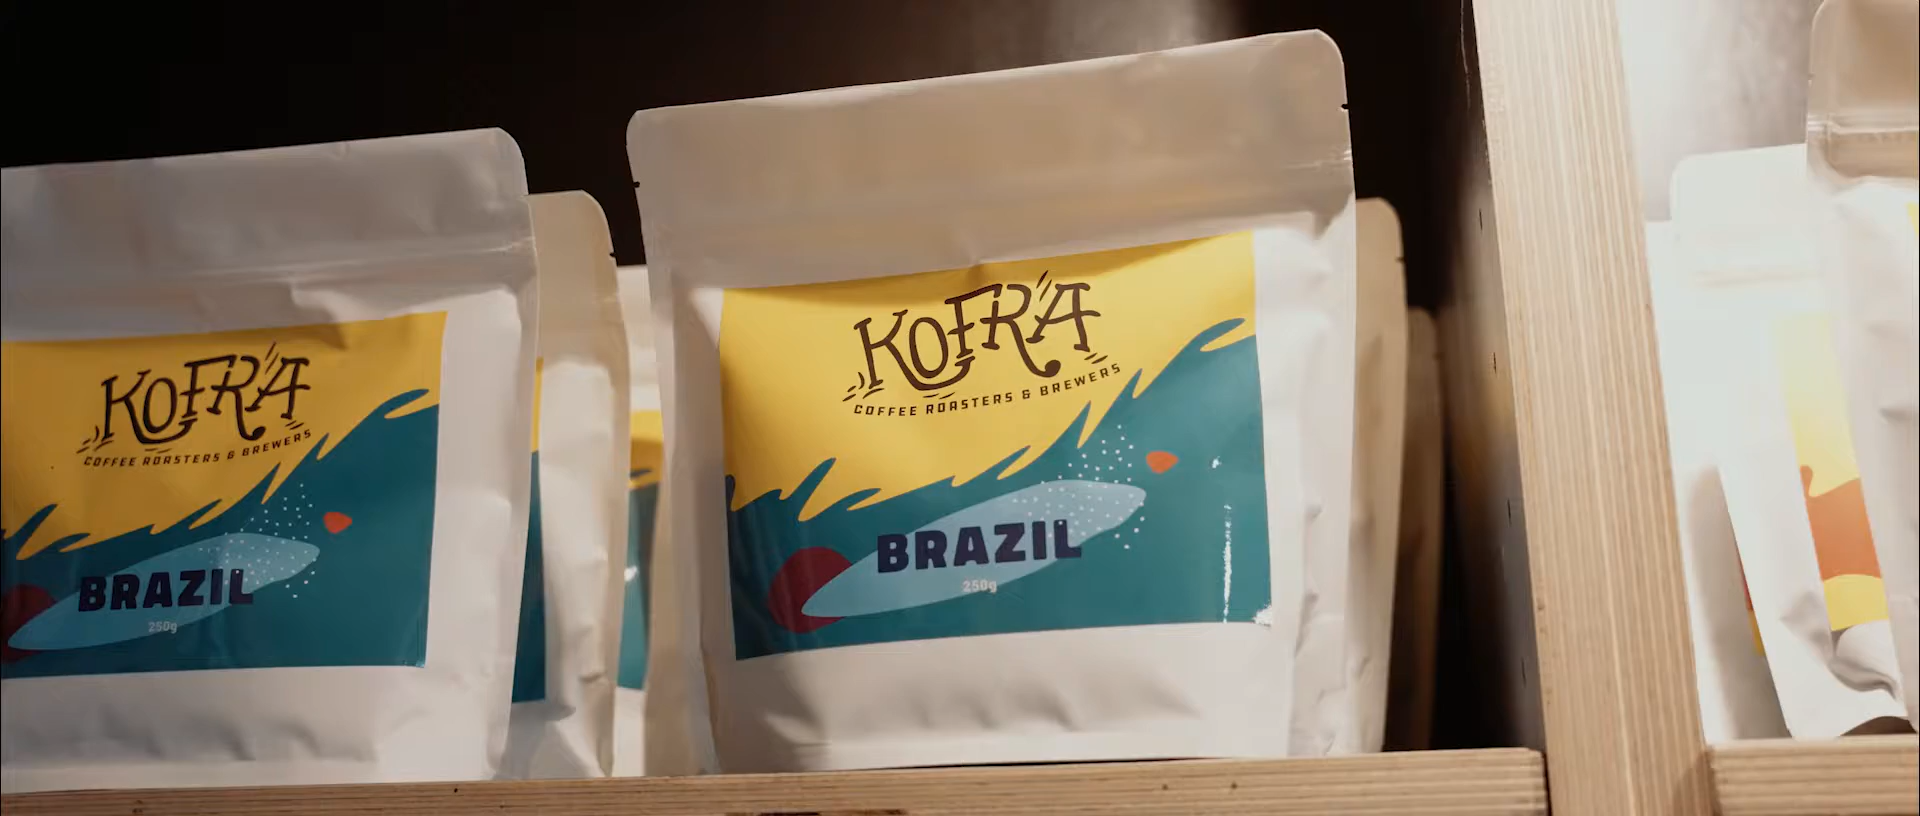 KOFRA
COFFEE ROASTERS & BREWERS
BRAZIL
250g
KOFRA
COFFEE ROASTERS & BREWERS
BRAZIL
250g